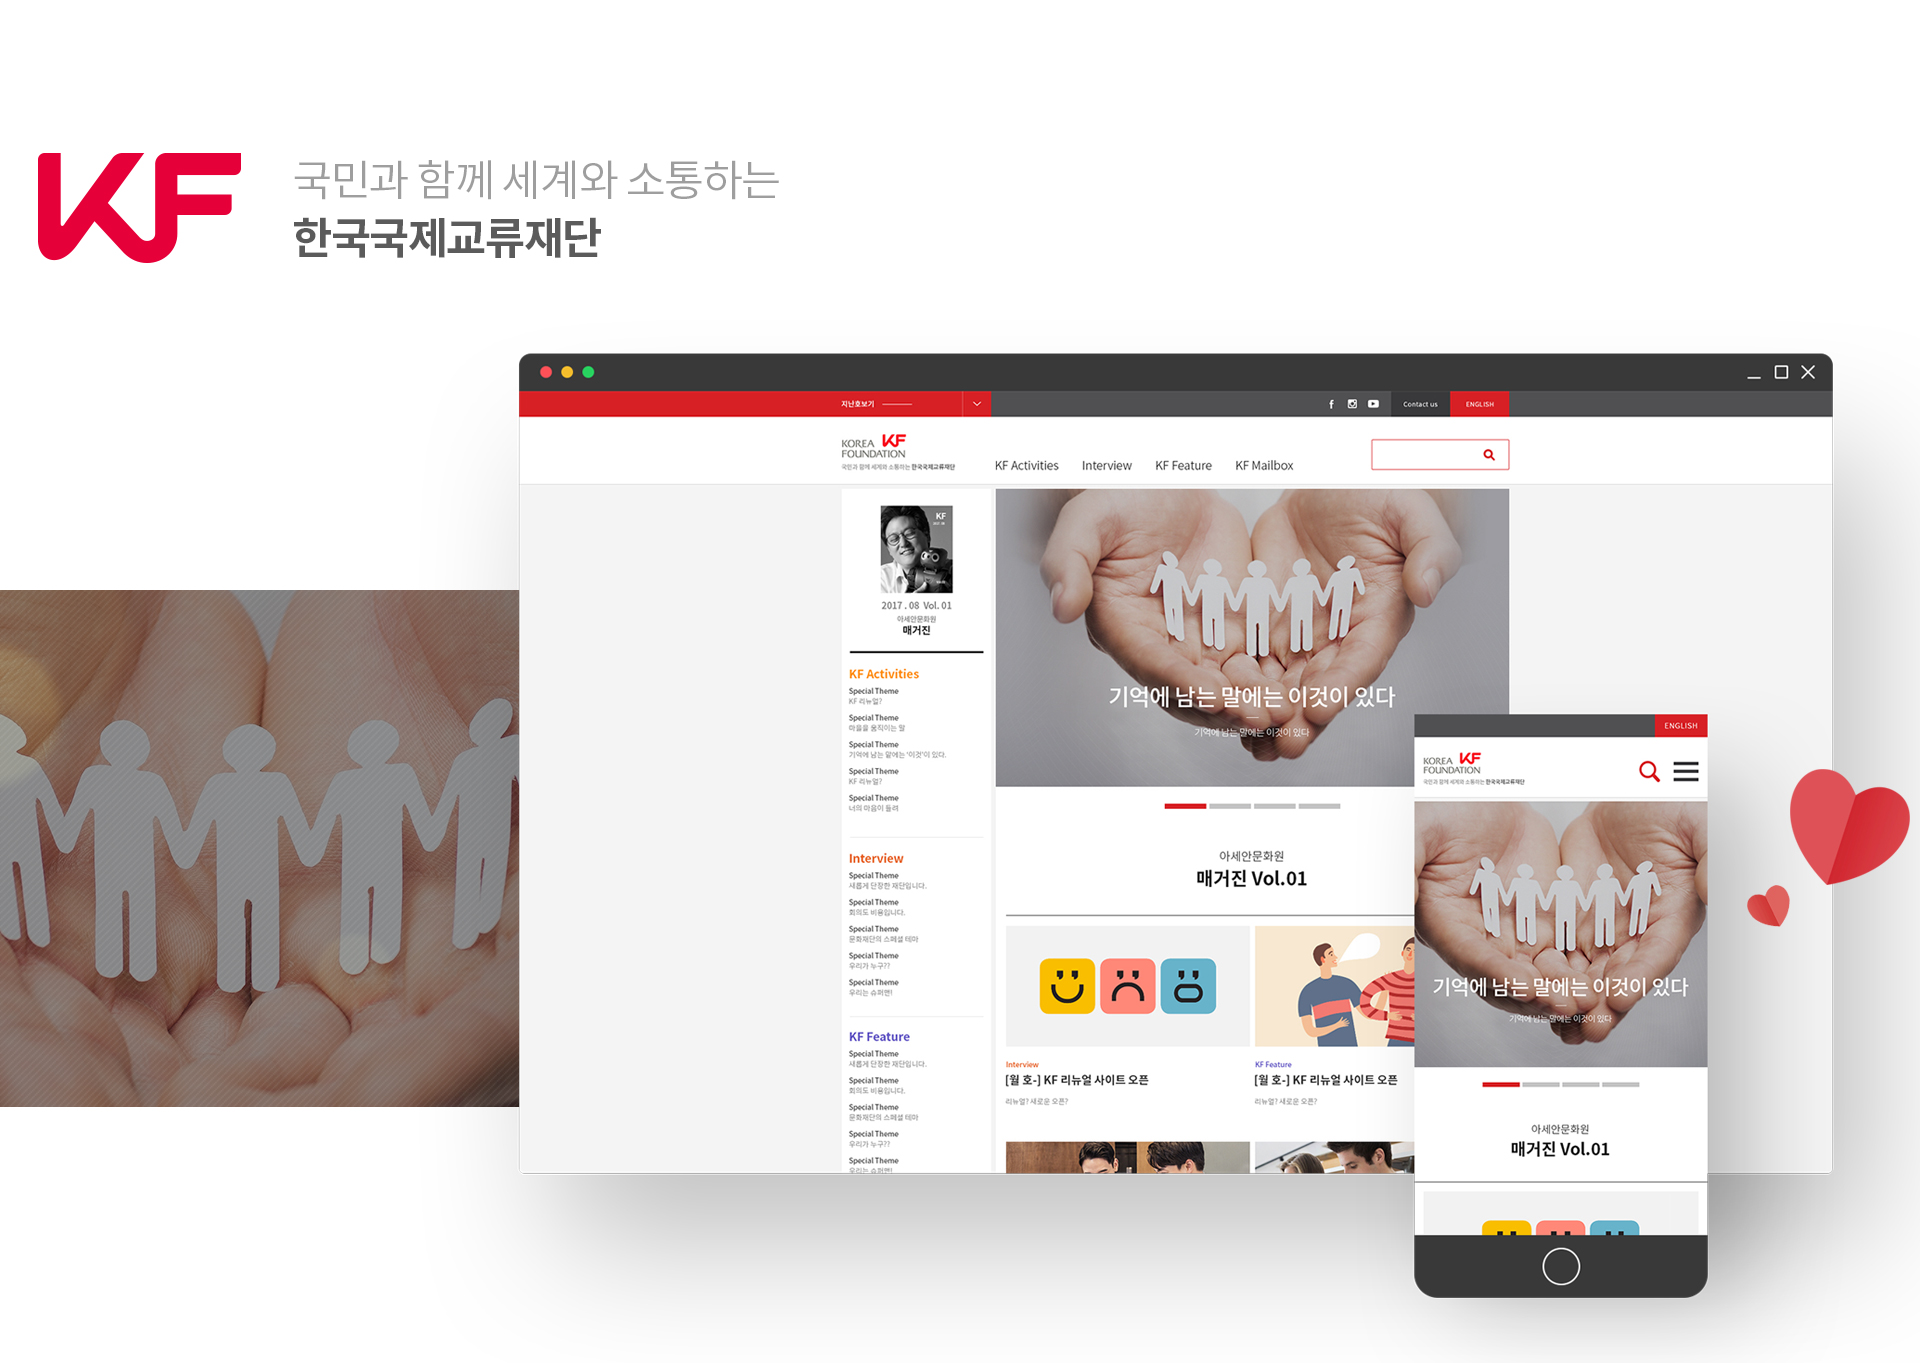 KF
국민과 함께 세계와 소통하는
한국국제교류재단
지난호보기
Contact us
ENGLISH
KOREA KF
FOUNDATION
국민과 함께 세계와 소통하는 한국국제교류재단
KF Activities
Interview
KF Feature
KF Mailbox
KF
2017 . 08 Vol. 01
아세안문화원
매거진
KF Activities
Special Theme
KF 리뉴얼?
Special Theme
마음을 움직이는 말
Special Theme
기억에 남는 말에는 '이것'이 있다.
Special Theme
KF 리뉴얼?
Special Theme
너의 마음이 들려
Interview
Special Theme
새롭게 단장한 재단입니다.
Special Theme
회의도 비용입니다.
Special Theme
문화재단의 스페셜 테마
Special Theme
우리가 누구??
Special Theme
우리는 슈퍼맨!
KF Feature
Special Theme
새롭게 단장한 재단입니다.
Special Theme
회의도 비용입니다.
Special Theme
문화재단의 스페셜 테마
Special Theme
우리가 누구??
Special Theme
우리는 슈퍼맨!
기억에 남는 말에는 이것이 있다
기억에 남는 말에는 이것이 있다
아세안문화원
매거진 Vol.01
Interview
[월 호-] KF 리뉴얼 사이트 오픈
리뉴얼? 새로운 오픈?
KF Feature
[월 호-] KF 리뉴얼 사이트 오픈
리뉴얼? 새로운 오픈?
ENGLISH
KOREA KF
FOUNDATION
국민과 함께 세계와 소통하는 한국국제교류재단
기억에 남는 말에는 이것이 있다
기억에 남는 말에는 이것이 있다
아세안문화원
매거진 Vol.01